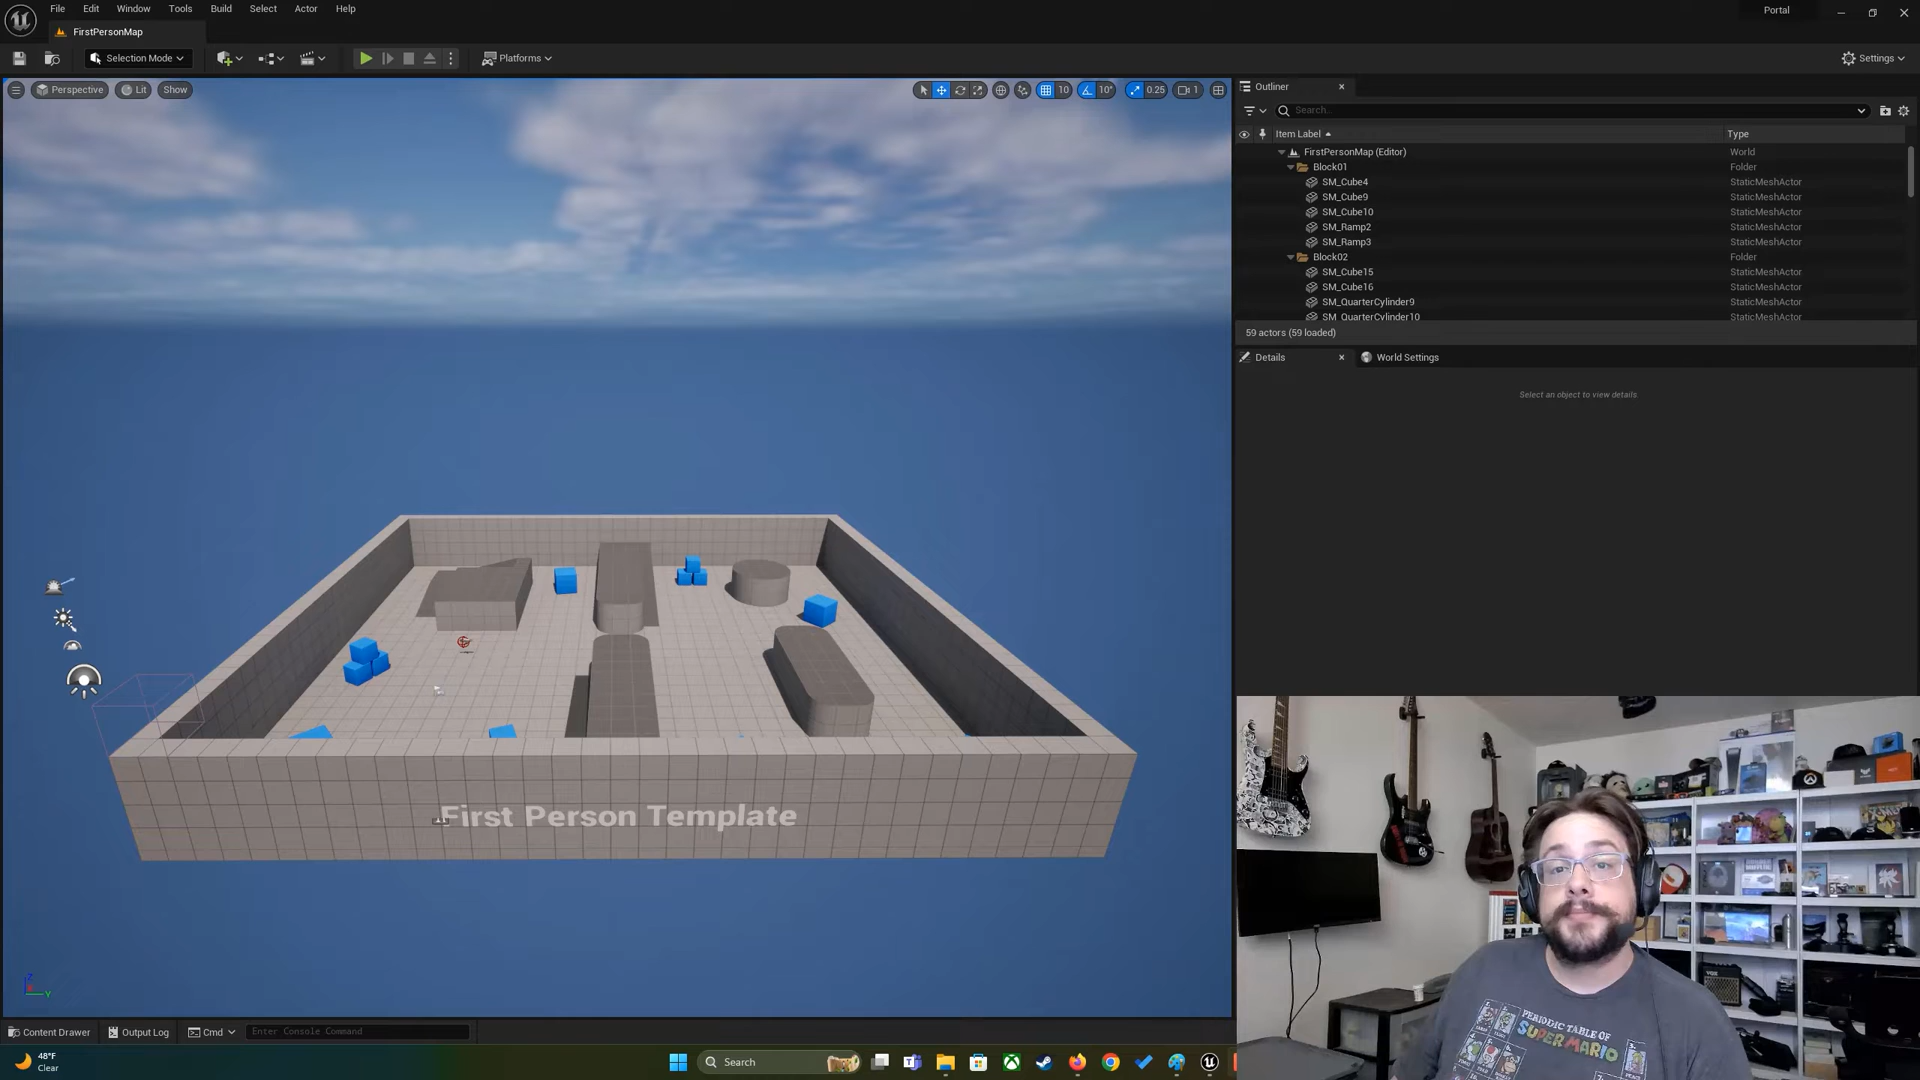 File Edit Window Tools Build Select Actor Help
Portal
FirstPersonMap
Selection Mode
Platforms
Settings
Perspective Lit Show
10 10° 0.25 1
Outliner
Search...
Item Label Type
FirstPersonMap (Editor) World
Block01 Folder
SM_Cube4 StaticMeshActor
SM_Cube9 StaticMeshActor
SM_Cube10 StaticMeshActor
SM_Ramp2 StaticMeshActor
SM_Ramp3 StaticMeshActor
Block02 Folder
SM_Cube15 StaticMeshActor
SM_Cube16 StaticMeshActor
SM_QuarterCylinder9 StaticMeshActor
SM_QuarterCylinder10 StaticMeshActor
59 actors (59 loaded)
Details World Settings
Select an object to view details
First Person Template
Z
Y
PERIODIC TABLE OF
SUPER MARIO
VOX
Content Drawer Output Log Cmd Enter Console Command
48°F
Clear
Search